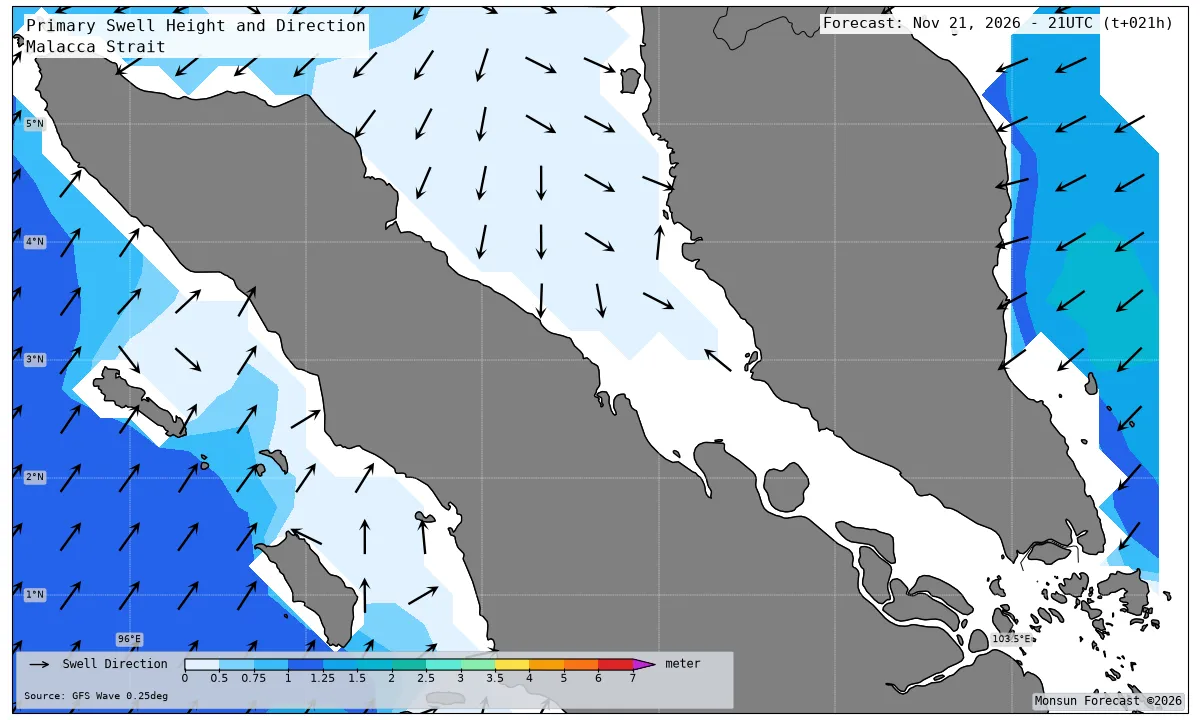 Primary Swell Height and Direction
Malacca Strait
Forecast: Nov 21, 2026 - 21UTC (t+021h)
5°N
4°N
3°N
2°N
1°N
96°E
103.5°E
Swell Direction
0 0.5 0.75 1 1.25 1.5 2 2.5 3 3.5 4 5 6 7
meter
Source: GFS Wave 0.25deg
Monsun Forecast ©2026